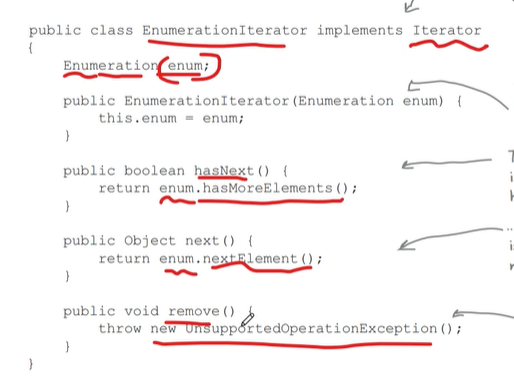 public class EnumerationIterator implements Iterator
{
Enumeration enum;
public EnumerationIterator(Enumeration enum) {
this.enum = enum;
}
public boolean hasNext() {
return enum.hasMoreElements();
}
public Object next() {
return enum.nextElement();
}
public void remove() {
throw new UnsupportedOperationException();
}
}